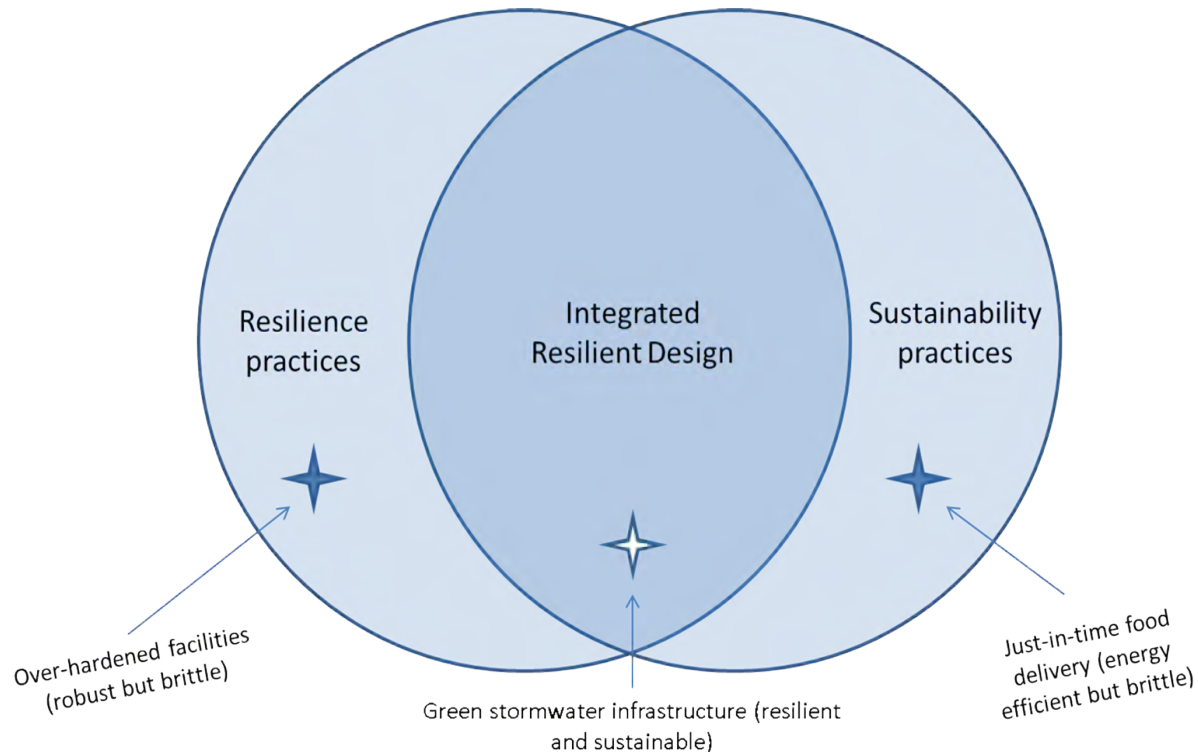 Resilience
practices
Integrated
Resilient Design
Sustainability
practices
Over-hardened facilities
(robust but brittle)
Green stormwater infrastructure (resilient
and sustainable)
Just-in-time food
delivery (energy
efficient but brittle)